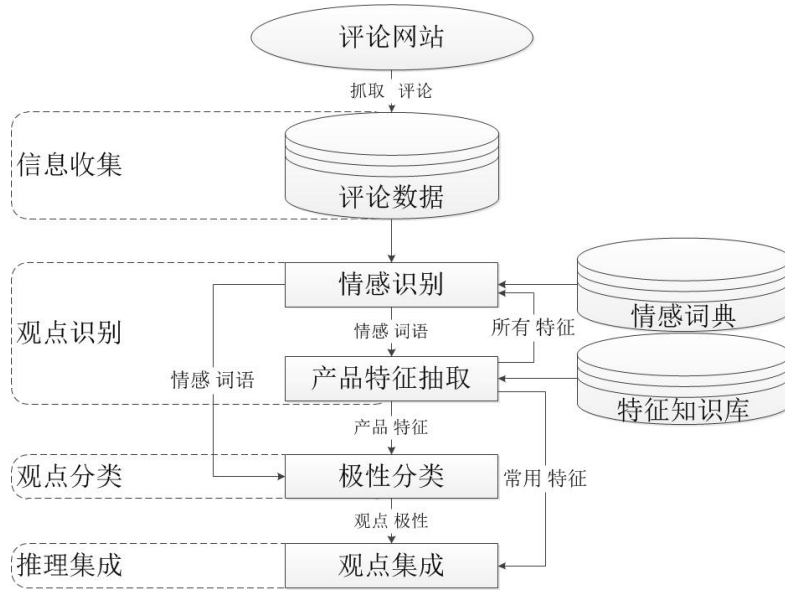 评论网站
抓取 评论
信息收集
评论数据
情感识别
情感词典
观点识别
情感 词语
所有 特征
情感 词语
产品特征抽取
特征知识库
产品 特征
观点分类
极性分类
常用 特征
观点 极性
推理集成
观点集成